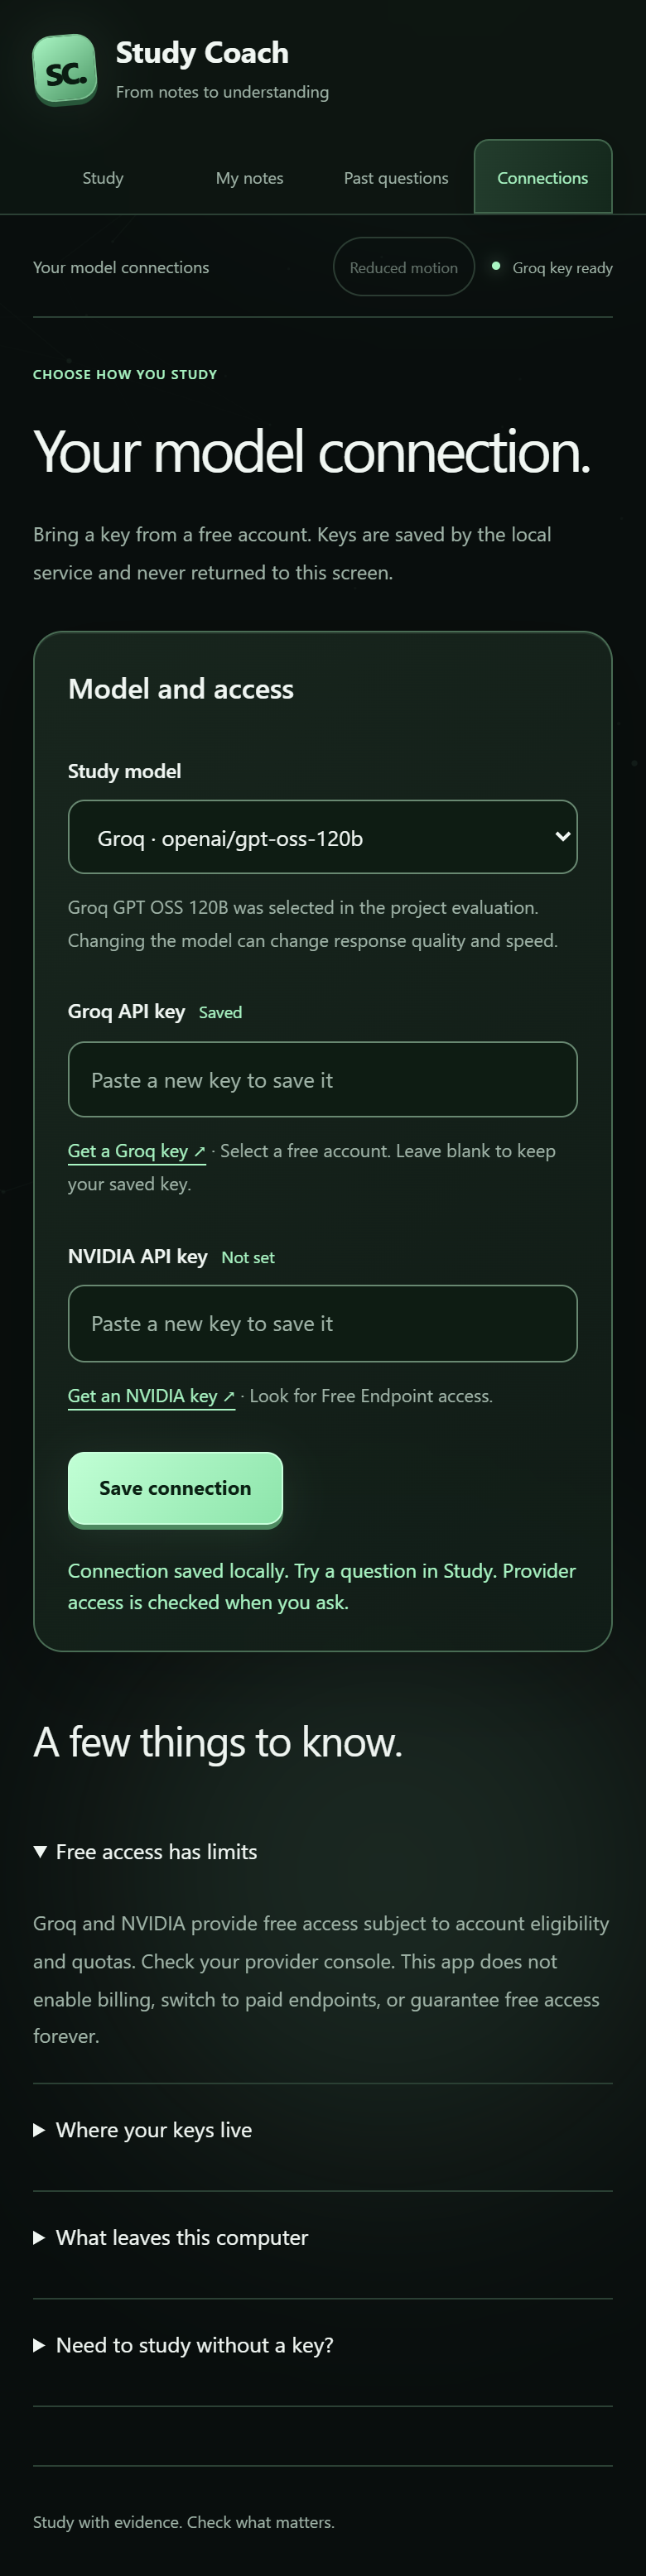 SC.
Study Coach
From notes to understanding
Study
My notes
Past questions
Connections
Your model connections
Reduced motion
Groq key ready
CHOOSE HOW YOU STUDY
Your model connection.
Bring a key from a free account. Keys are saved by the local
service and never returned to this screen.
Model and access
Study model
Groq · openai/gpt-oss-120b
Groq GPT OSS 120B was selected in the project evaluation.
Changing the model can change response quality and speed.
Groq API key Saved
Paste a new key to save it
Get a Groq key ↗ · Select a free account. Leave blank to keep
your saved key.
NVIDIA API key Not set
Paste a new key to save it
Get an NVIDIA key ↗ · Look for Free Endpoint access.
Save connection
Connection saved locally. Try a question in Study. Provider
access is checked when you ask.
A few things to know.
▼ Free access has limits
Groq and NVIDIA provide free access subject to account eligibility
and quotas. Check your provider console. This app does not
enable billing, switch to paid endpoints, or guarantee free access
forever.
▶ Where your keys live
▶ What leaves this computer
▶ Need to study without a key?
Study with evidence. Check what matters.